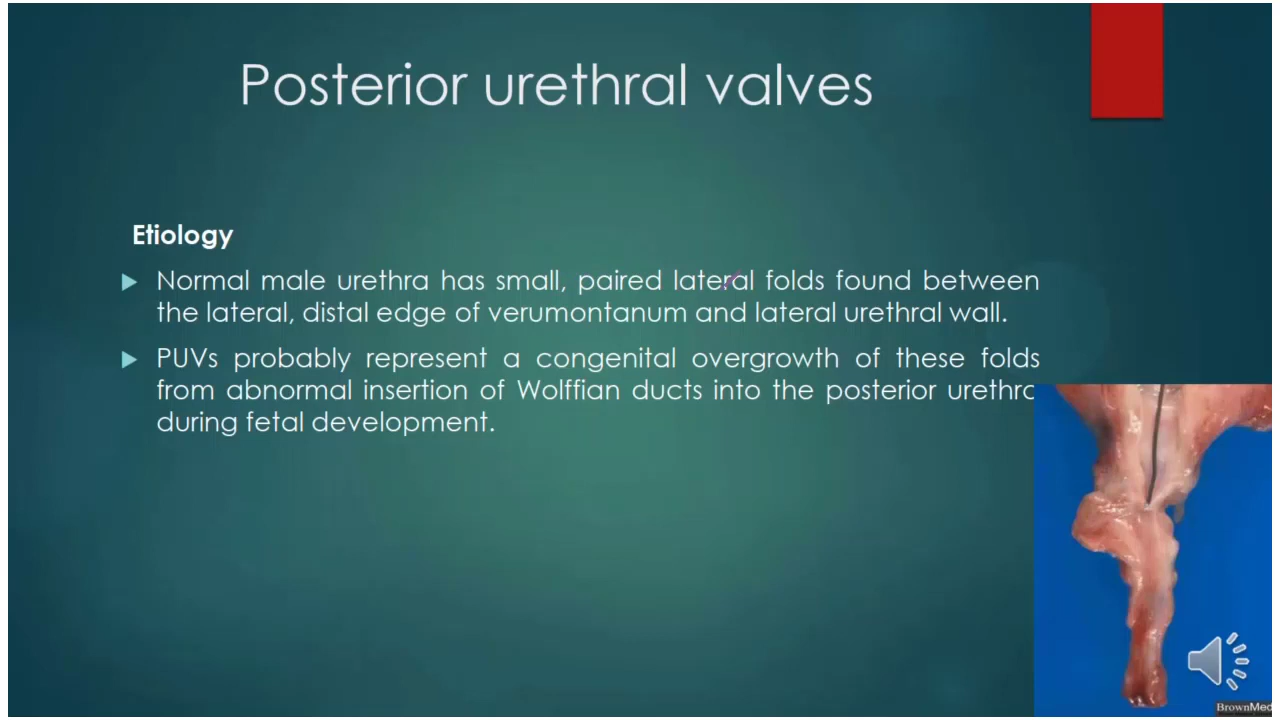 Posterior urethral valves
Etiology
Normal male urethra has small, paired lateral folds found between
the lateral, distal edge of verumontanum and lateral urethral wall.
PUVs probably represent a congenital overgrowth of these folds
from abnormal insertion of Wolffian ducts into the posterior urethra
during fetal development.
BrownMed